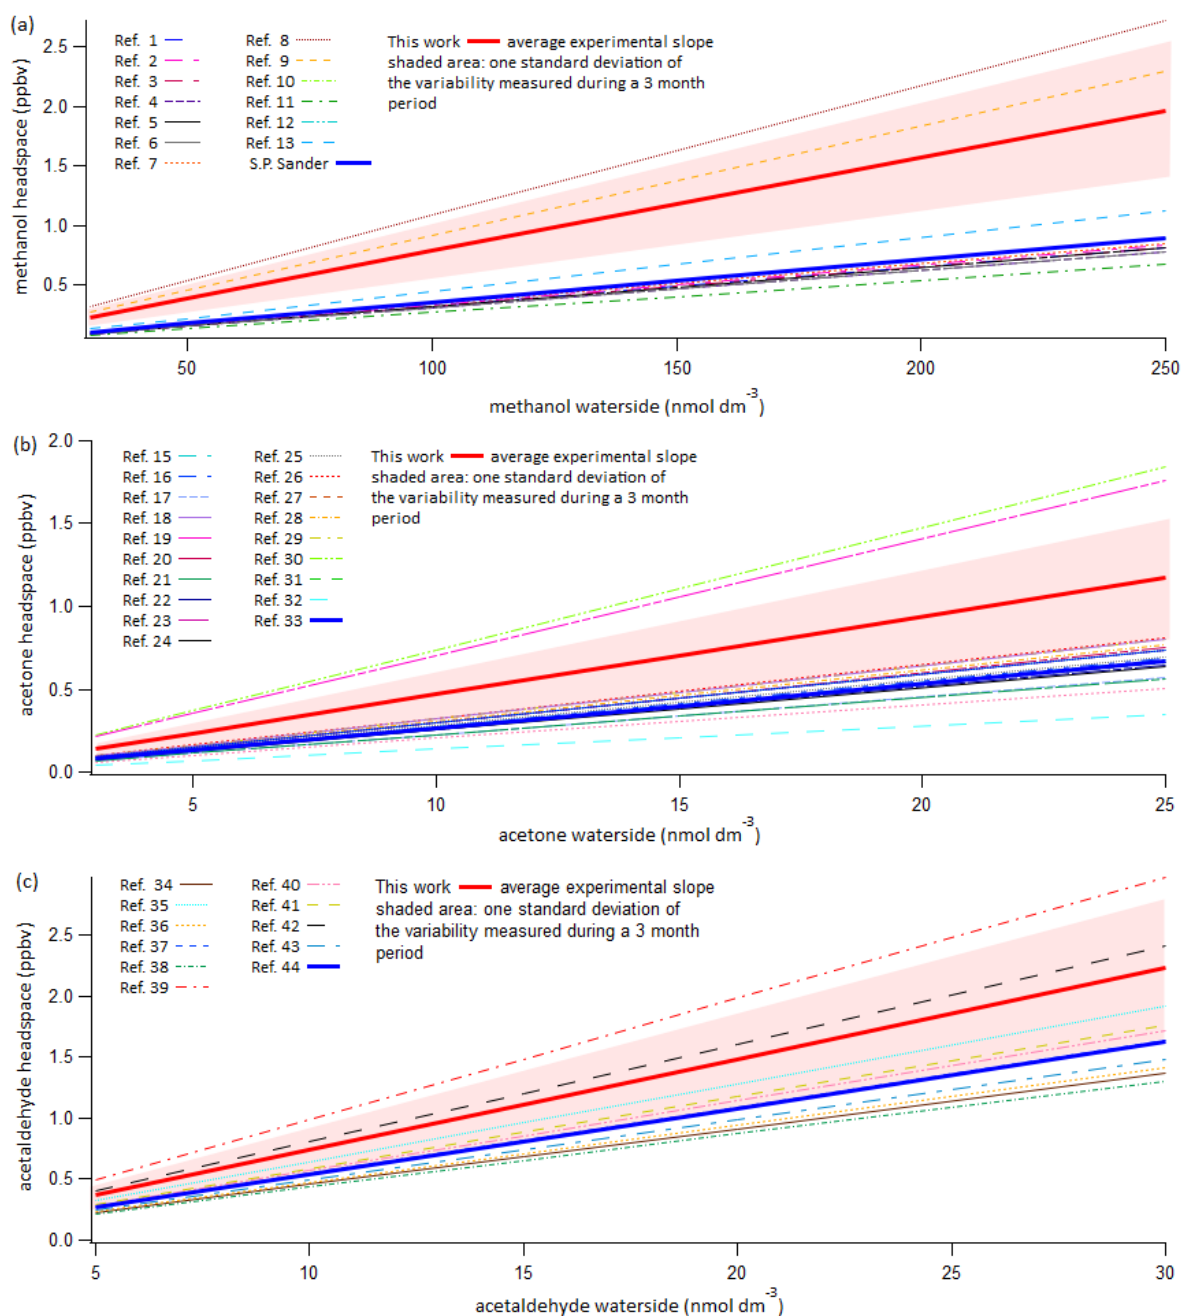 (a)
Ref. 1
Ref. 2
Ref. 3
Ref. 4
Ref. 5
Ref. 6
Ref. 7
Ref. 8
Ref. 9
Ref. 10
Ref. 11
Ref. 12
Ref. 13
S.P. Sander
This work average experimental slope
shaded area: one standard deviation of
the variability measured during a 3 month
period
methanol headspace (ppbv)
2.5
2.0
1.5
1.0
0.5
50 100 150 200 250
methanol waterside (nmol dm-3)
(b)
Ref. 15
Ref. 16
Ref. 17
Ref. 18
Ref. 19
Ref. 20
Ref. 21
Ref. 22
Ref. 23
Ref. 24
Ref. 25
Ref. 26
Ref. 27
Ref. 28
Ref. 29
Ref. 30
Ref. 31
Ref. 32
Ref. 33
This work average experimental slope
shaded area: one standard deviation of
the variability measured during a 3 month
period
acetone headspace (ppbv)
2.0
1.5
1.0
0.5
0.0
5 10 15 20 25
acetone waterside (nmol dm-3)
(c)
Ref. 34
Ref. 35
Ref. 36
Ref. 37
Ref. 38
Ref. 39
Ref. 40
Ref. 41
Ref. 42
Ref. 43
Ref. 44
This work average experimental slope
shaded area: one standard deviation of
the variability measured during a 3 month
period
acetaldehyde headspace (ppbv)
2.5
2.0
1.5
1.0
0.5
0.0
5 10 15 20 25 30
acetaldehyde waterside (nmol dm-3)